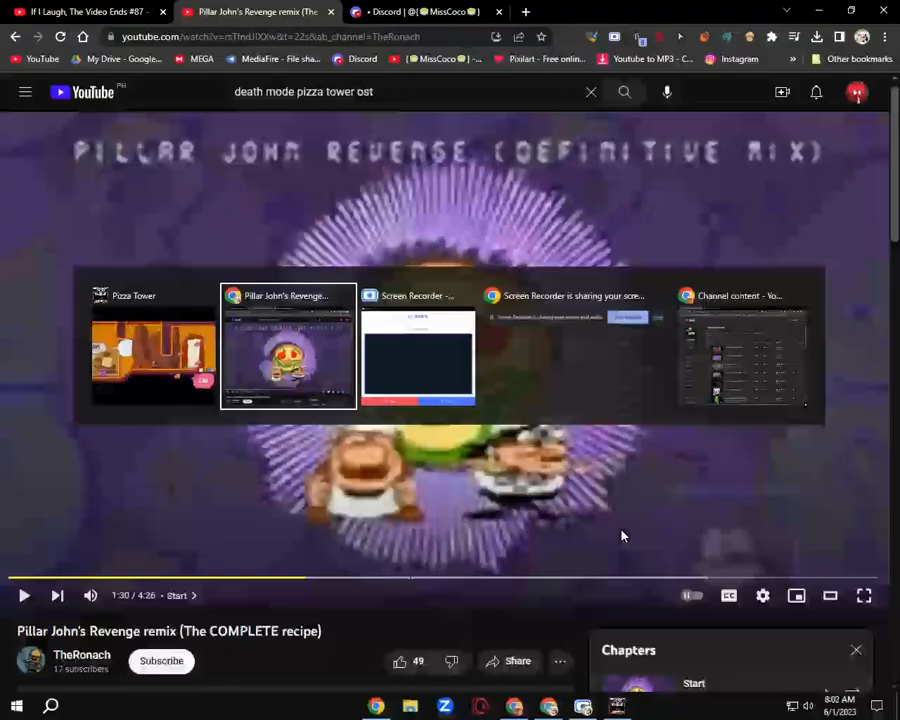 If I Laugh, The Video Ends #87 -
Pillar John's Revenge remix (The
• Discord | @{🍵MissCoco🍵}
youtube.com/watch?v=rsTfndJIXXw&t=22s&ab_channel=TheRonach
YouTube
My Drive - Google...
MEGA
MediaFire - File sha...
Discord
{🍵MissCoco🍵}-...
Pixilart - Free onlin...
Youtube to MP3 - C...
Instagram
»
Other bookmarks
YouTube PH
death mode pizza tower ost
PILLAR JOHN REVENGE (DEFINITIVE MIX)
Pizza Tower
Pillar John's Revenge...
Screen Recorder -...
Screen Recorder is sharing your scre...
Channel content - Yo...
1:30 / 4:26 • Start >
CC
Pillar John's Revenge remix (The COMPLETE recipe)
TheRonach
17 subscribers
Subscribe
49
Share
Chapters
Start
8:02 AM
6/1/2023